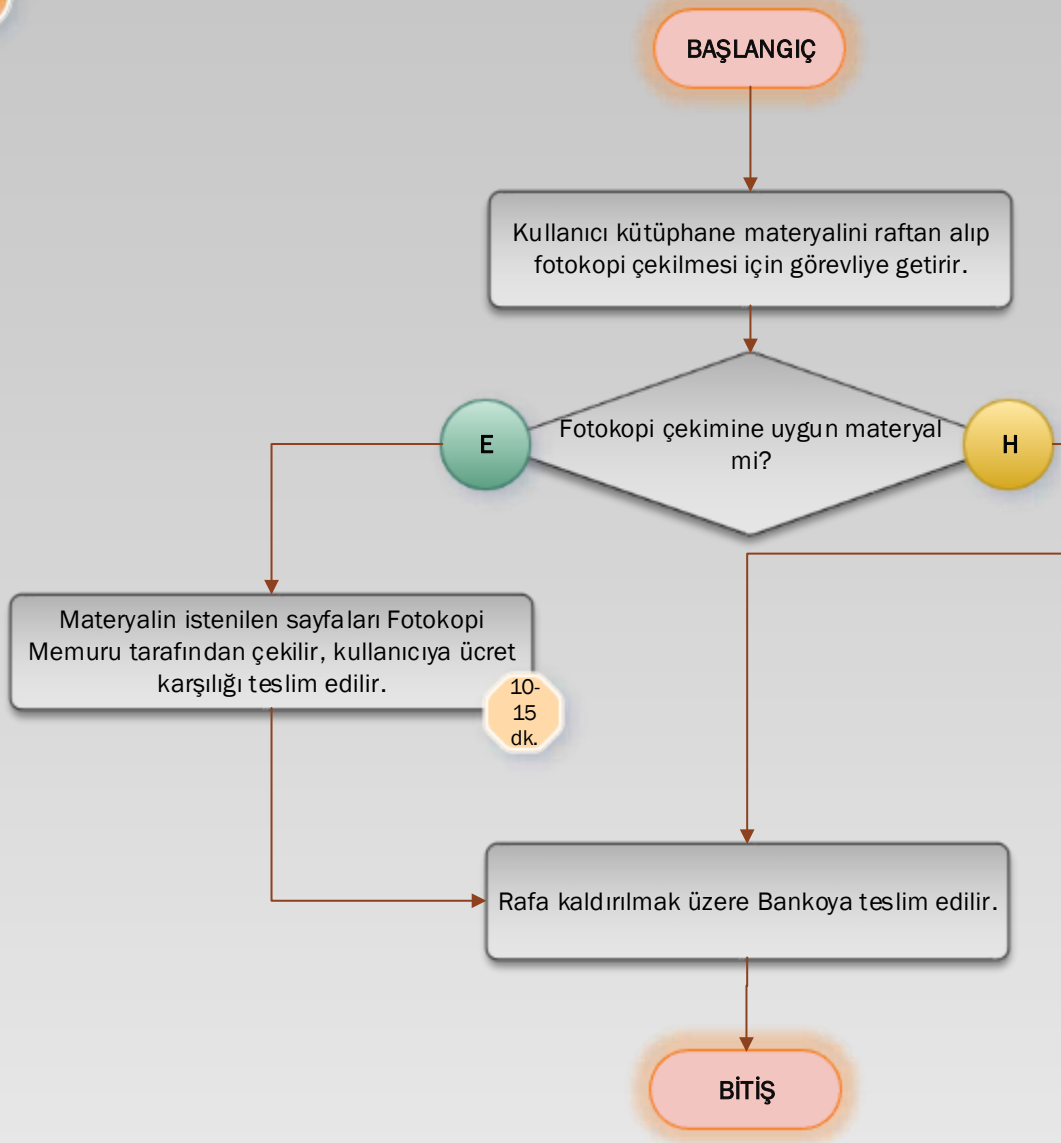 BAŞLANGIÇ
Kullanıcı kütüphane materyalini raftan alıp
fotokopi çekilmesi için görevliye getirir.
E
Fotokopi çekimine uygun materyal
mi?
H
Materyalin istenilen sayfaları Fotokopi
Memuru tarafından çekilir, kullanıcıya ücret
karşılığı teslim edilir.
10-
15
dk.
Rafa kaldırılmak üzere Bankoya teslim edilir.
BİTİŞ